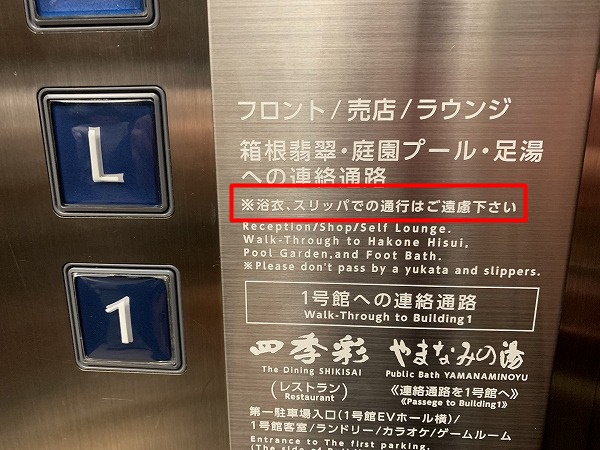 L
フロント/売店/ラウンジ
箱根翡翠・庭園プール・足湯
への連絡通路
※浴衣、スリッパでの通行はご遠慮下さい
Reception/Shop/Self Lounge.
Walk-Through to Hakone Hisui,
Pool Garden,and Foot Bath.
※Please don't pass by a yukata and slippers.
1
1号館への連絡通路
Walk-Through to Building1
四季彩
The Dining SHIKISAI
(レストラン)
Restaurant
やまなみの湯
Public Bath YAMANAMINOYU
《連絡通路を1号館へ》
《Passege to Building1》
第一駐車場入口(1号館EVホール横)/
1号館客室/ランドリー/カラオケ/ゲームルーム
Entrance to The first parking.
(The side of Buildi